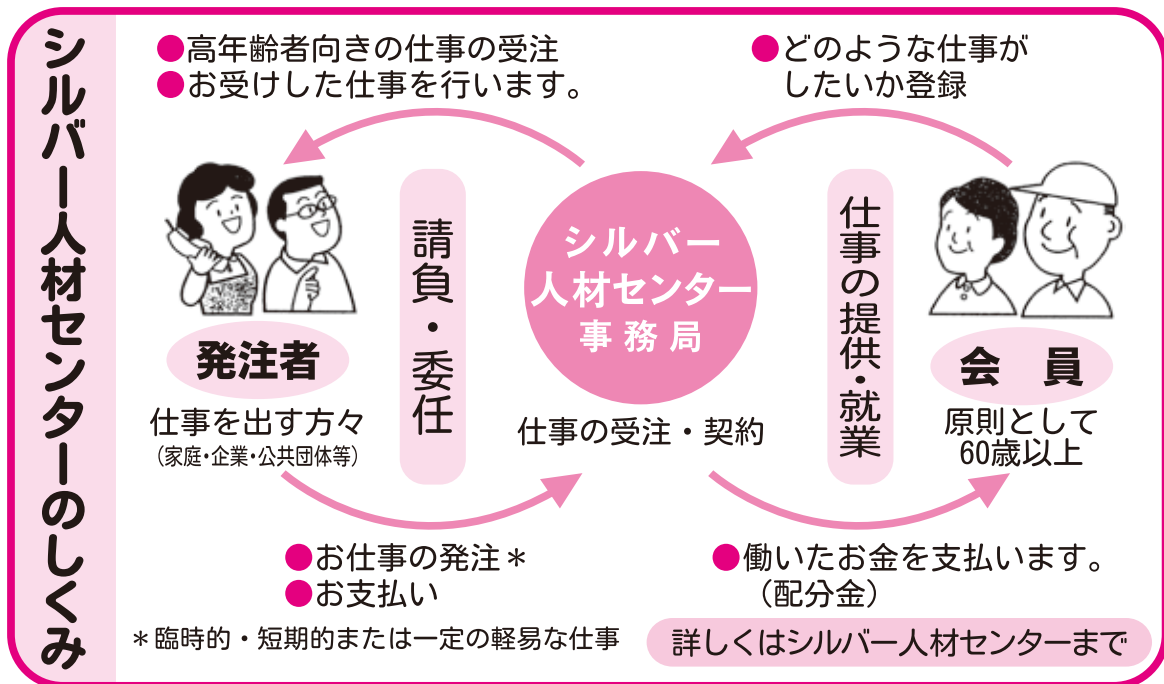 シルバー人材センターのしくみ
●高年齢者向きの仕事の受注
●お受けした仕事を行います。
●どのような仕事が
したいか登録
請負・委任
シルバー
人材センター
事務局
仕事の提供・就業
発注者
仕事を出す方々
（家庭・企業・公共団体等）
仕事の受注・契約
会　員
原則として
60歳以上
●お仕事の発注＊
●お支払い
●働いたお金を支払います。
（配分金）
＊臨時的・短期的または一定の軽易な仕事
詳しくはシルバー人材センターまで